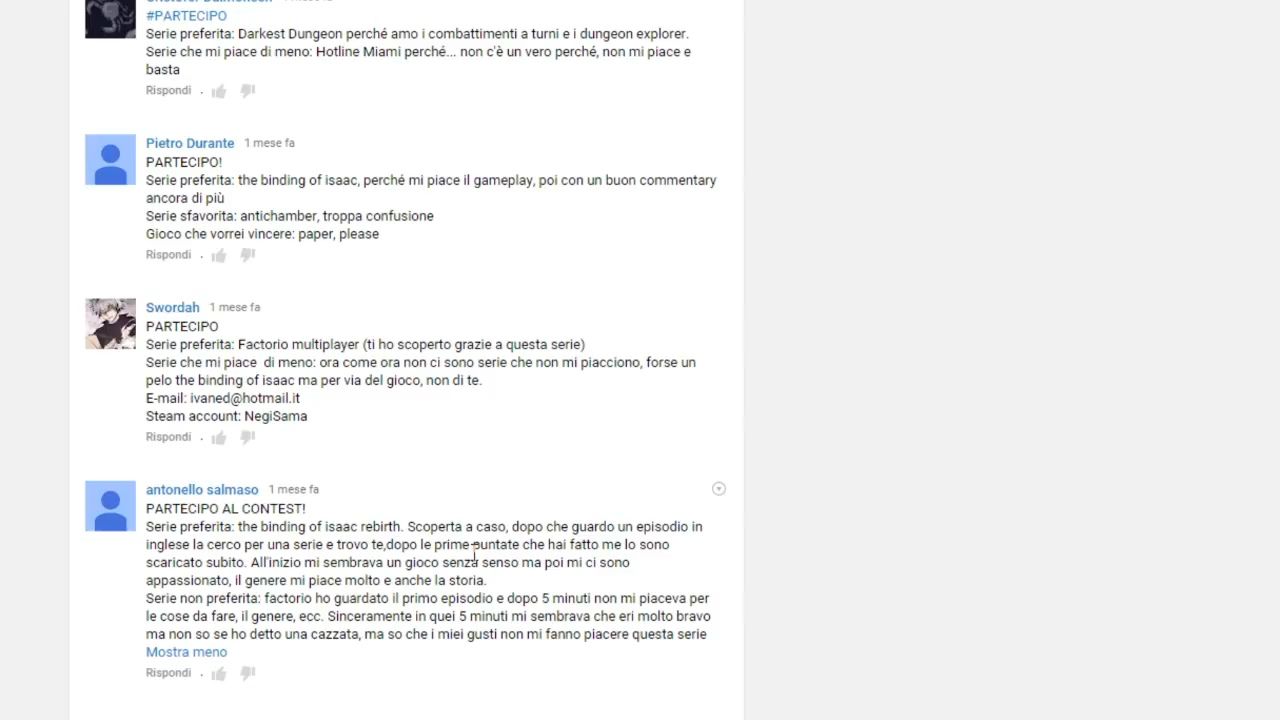 #PARTECIPO
Serie preferita: Darkest Dungeon perché amo i combattimenti a turni e i dungeon explorer.
Serie che mi piace di meno: Hotline Miami perché... non c'è un vero perché, non mi piace e
basta
Rispondi .
Pietro Durante 1 mese fa
PARTECIPO!
Serie preferita: the binding of isaac, perché mi piace il gameplay, poi con un buon commentary
ancora di più
Serie sfavorita: antichamber, troppa confusione
Gioco che vorrei vincere: paper, please
Rispondi .
Swordah 1 mese fa
PARTECIPO
Serie preferita: Factorio multiplayer (ti ho scoperto grazie a questa serie)
Serie che mi piace  di meno: ora come ora non ci sono serie che non mi piacciono, forse un
pelo the binding of isaac ma per via del gioco, non di te.
E-mail: ivaned@hotmail.it
Steam account: NegiSama
Rispondi .
antonello salmaso 1 mese fa
PARTECIPO AL CONTEST!
Serie preferita: the binding of isaac rebirth. Scoperta a caso, dopo che guardo un episodio in
inglese la cerco per una serie e trovo te,dopo le prime puntate che hai fatto me lo sono
scaricato subito. All'inizio mi sembrava un gioco senza senso ma poi mi ci sono
appassionato, il genere mi piace molto e anche la storia.
Serie non preferita: factorio ho guardato il primo episodio e dopo 5 minuti non mi piaceva per
le cose da fare, il genere, ecc. Sinceramente in quei 5 minuti mi sembrava che eri molto bravo
ma non so se ho detto una cazzata, ma so che i miei gusti non mi fanno piacere questa serie
Mostra meno
Rispondi .